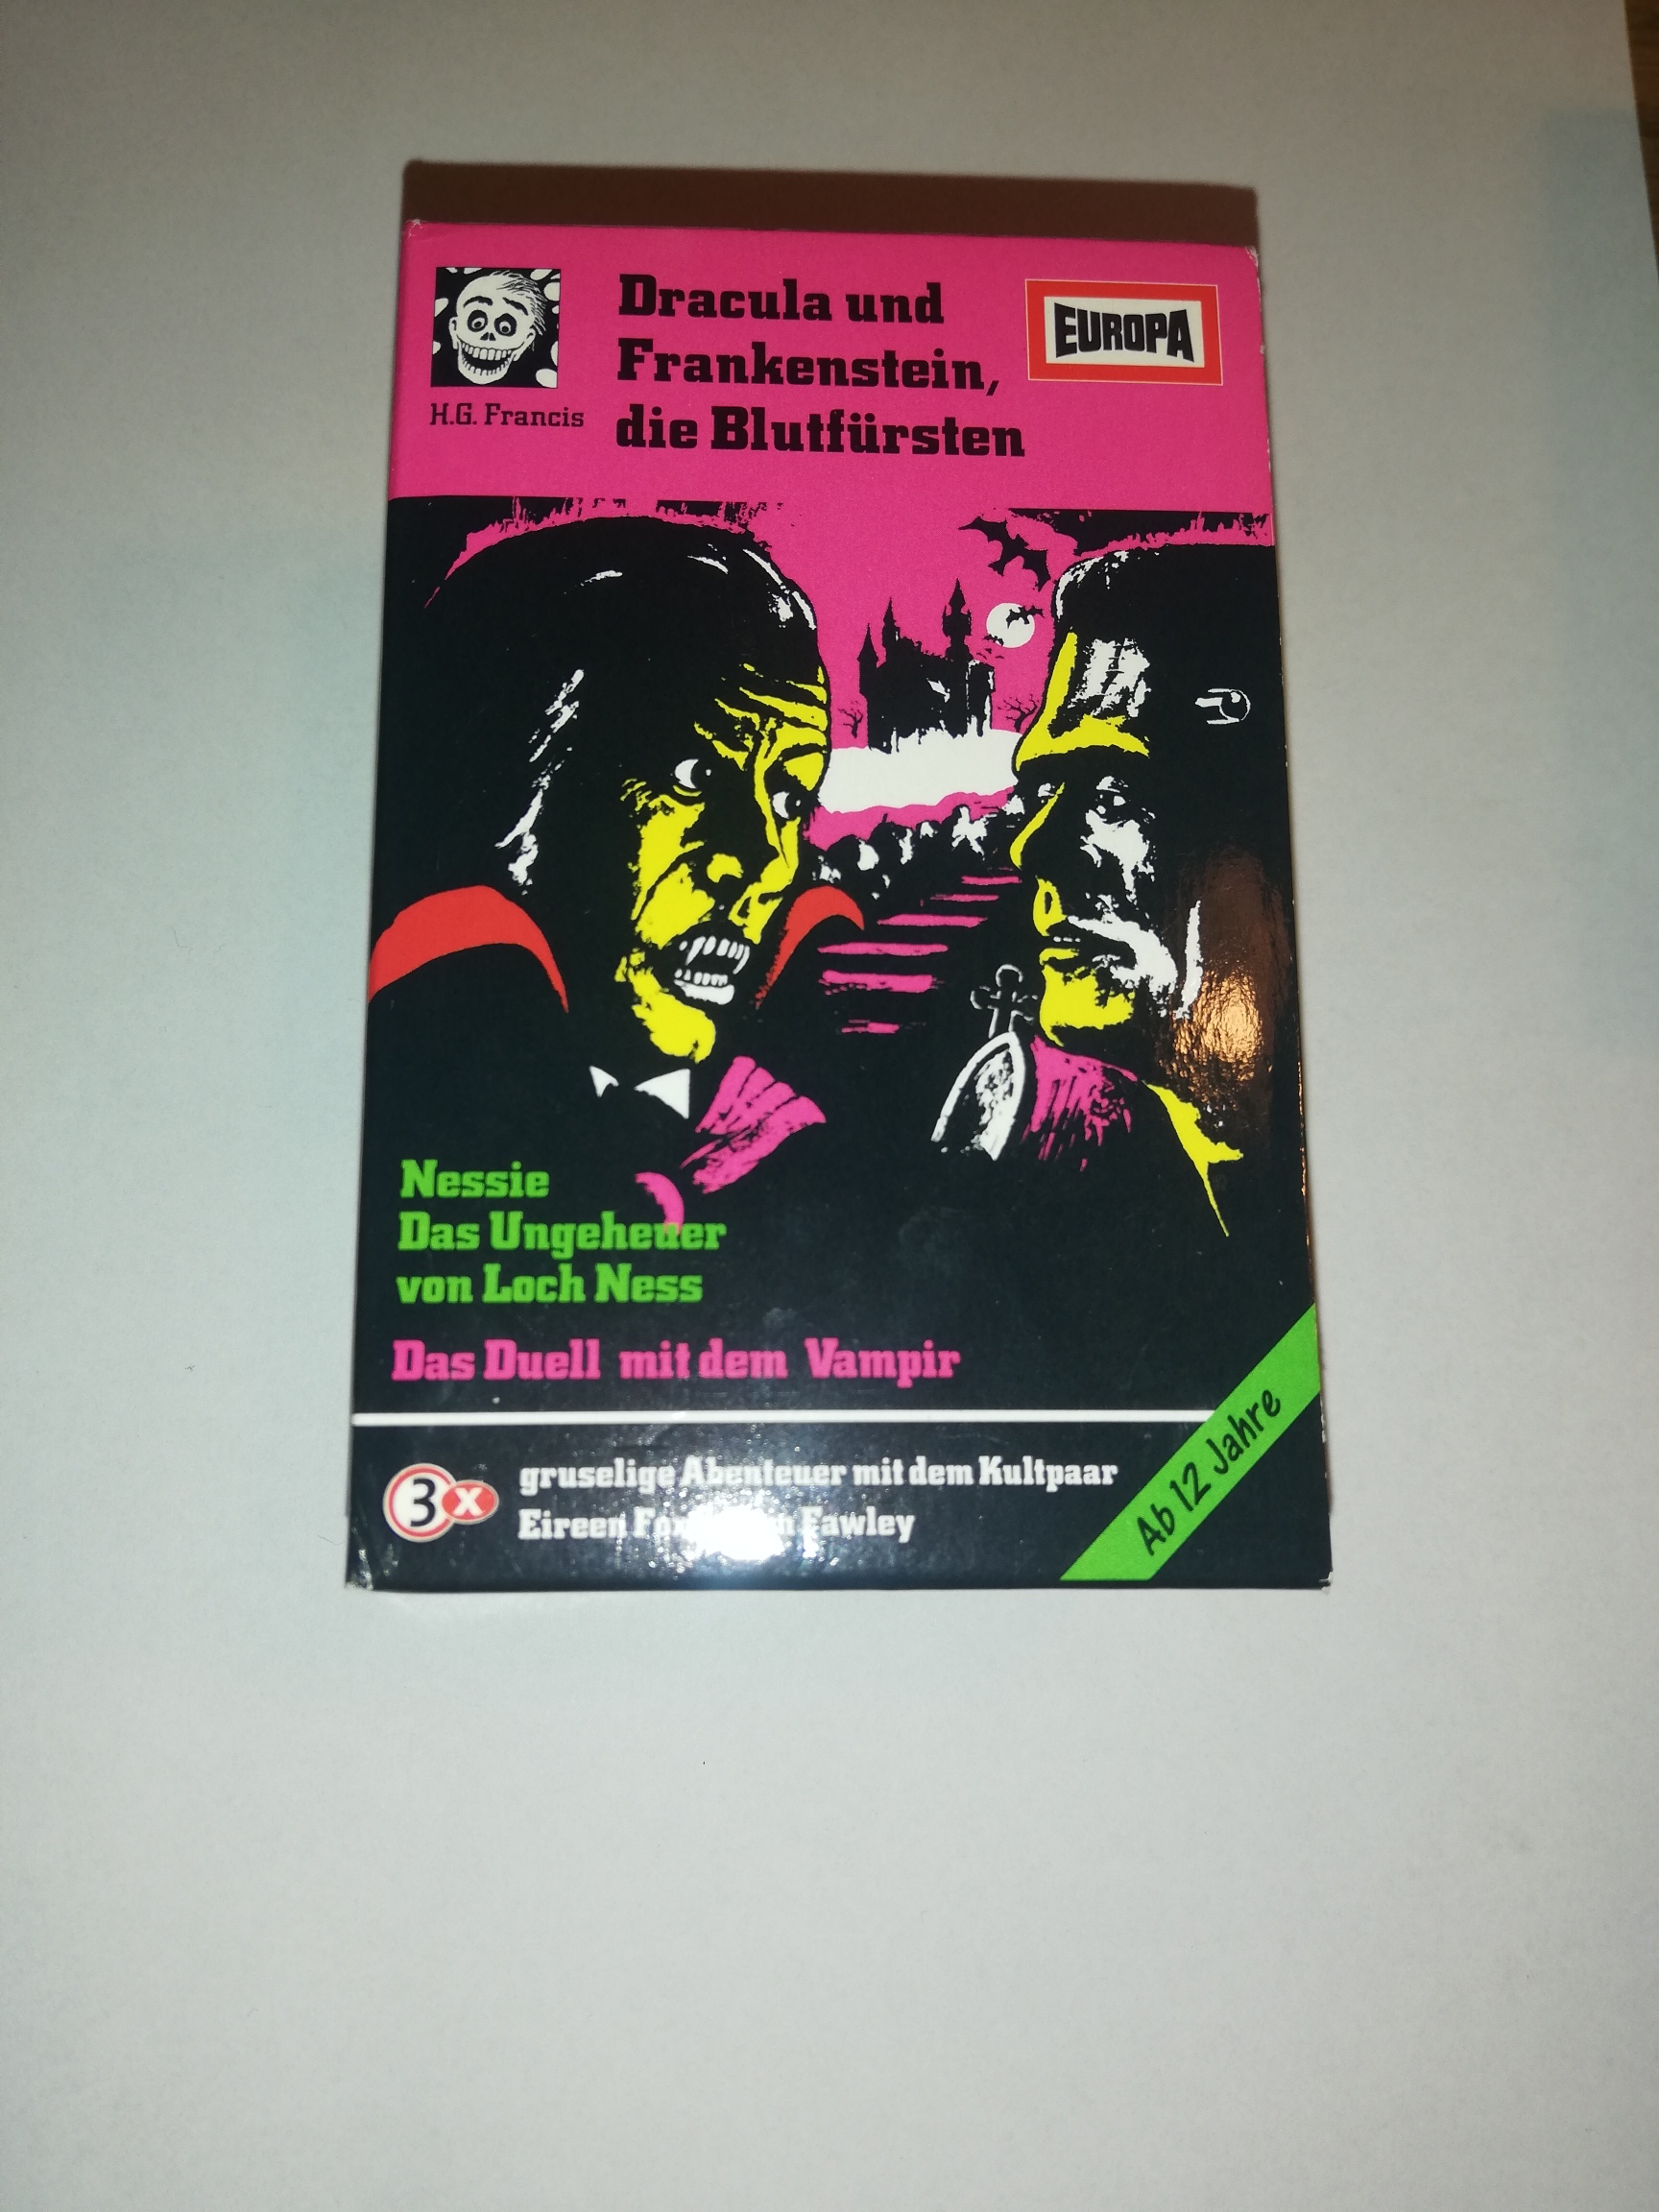 Dracula und
Frankenstein,
die Blutfürsten
EUROPA
H.G. Francis
Nessie
Das Ungeheuer
von Loch Ness
Das Duell mit dem Vampir
3x
gruselige Abenteuer mit dem Kultpaar
Eireen Fawley
Ab 12 Jahre